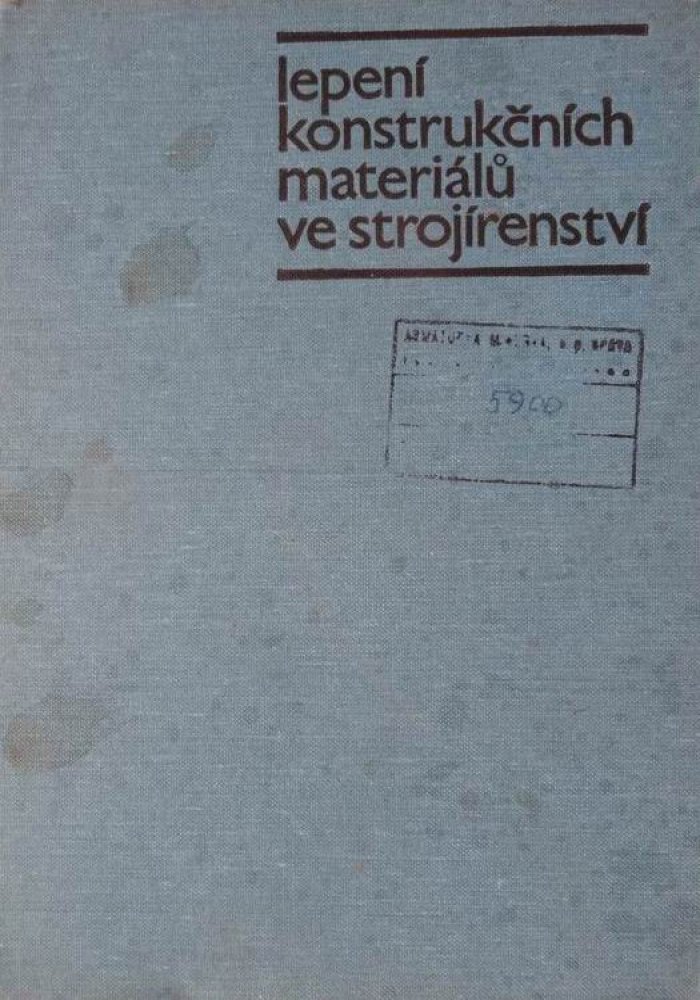 lepení
konstrukčních
materiálů
ve strojírenství
5900